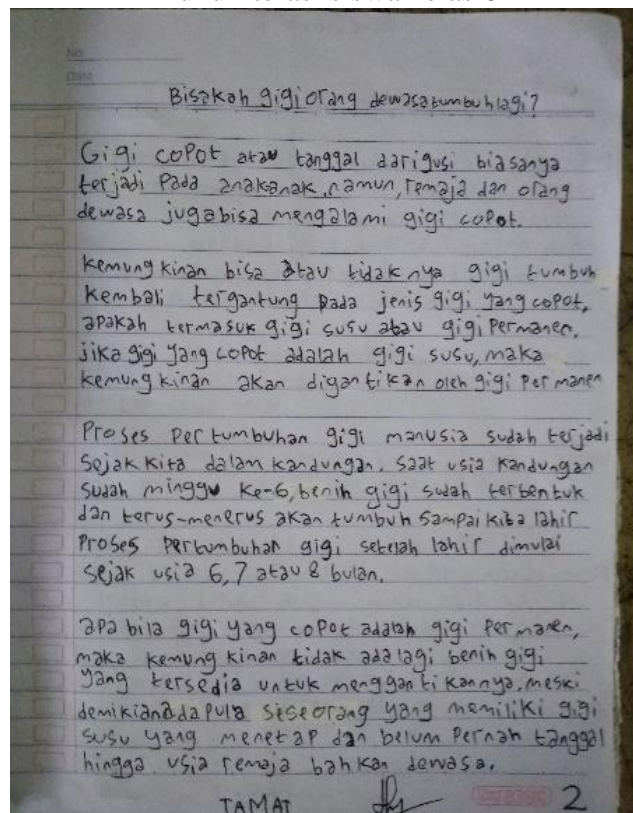 No.
Date
Bisakah gigi orang dewasa tumbuh lagi?
Gigi copot atau tanggal dari gusi biasanya
terjadi pada anakanak, namun, remaja dan orang
dewasa juga bisa mengalami gigi copot.
kemungkinan bisa atau tidaknya gigi tumbuh
kembali tergantung pada jenis gigi yang copot,
apakah termasuk gigi susu atau gigi permanen,
jika gigi yang copot adalah gigi susu, maka
kemungkinan akan digantikan oleh gigi permanen
Proses pertumbuhan gigi manusia sudah terjadi
sejak kita dalam kandungan. saat usia kandungan
sudah minggu ke-6, benih gigi sudah terbentuk
dan terus-menerus akan tumbuh sampai kita lahir
Proses pertumbuhan gigi setelah lahir dimulai
sejak usia 6,7 atau 8 bulan.
apa bila gigi yang copot adalah gigi permanen,
maka kemungkinan tidak ada lagi benih gigi
yang tersedia untuk menggantikannya, meski
demikian ada pula seseorang yang memiliki gigi
susu yang menetap dan belum pernah tanggal
hingga usia remaja bahkan dewasa.
TAMAT
2